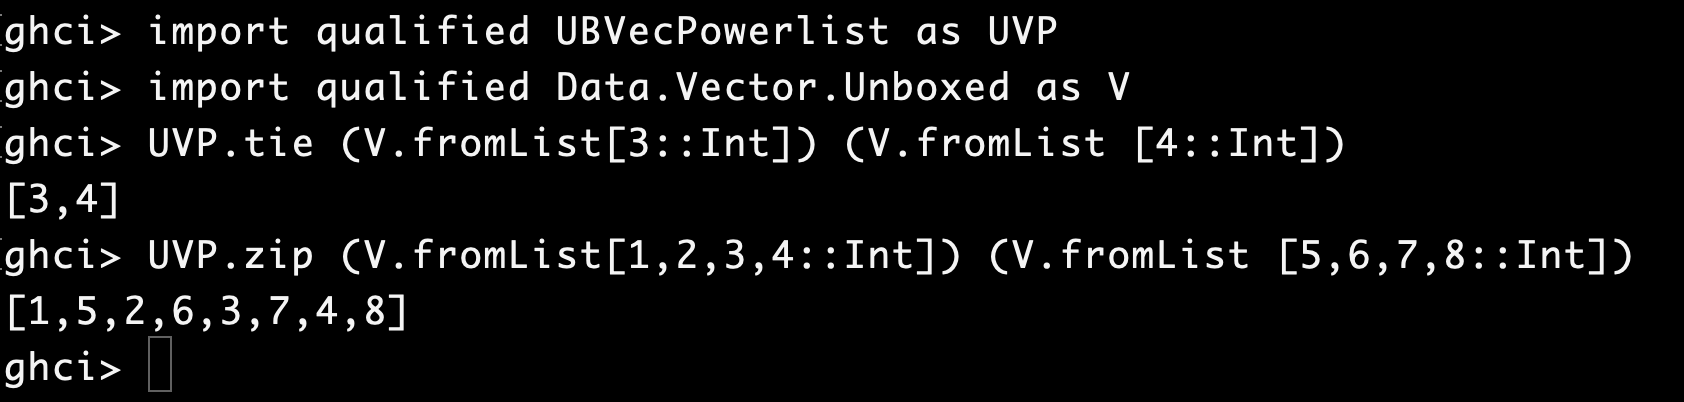 ghci> import qualified UBVecPowerlist as UVP
ghci> import qualified Data.Vector.Unboxed as V
ghci> UVP.tie (V.fromList[3::Int]) (V.fromList [4::Int])
[3,4]
ghci> UVP.zip (V.fromList[1,2,3,4::Int]) (V.fromList [5,6,7,8::Int])
[1,5,2,6,3,7,4,8]
ghci>